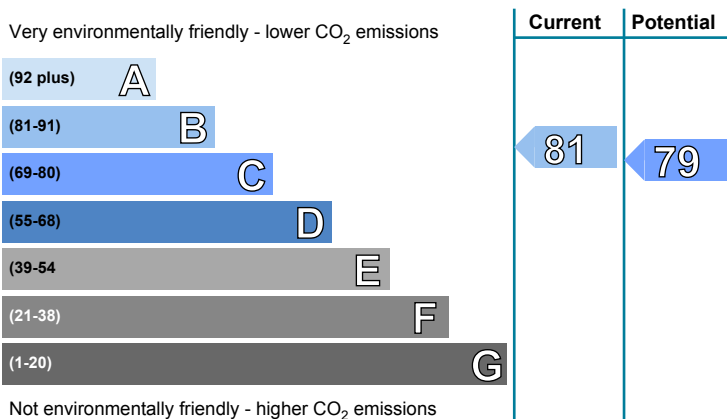 Very environmentally friendly - lower CO2 emissions
Current
Potential
(92 plus) A
(81-91) B
(69-80) C
(55-68) D
(39-54 E
(21-38) F
(1-20) G
81
79
Not environmentally friendly - higher CO2 emissions